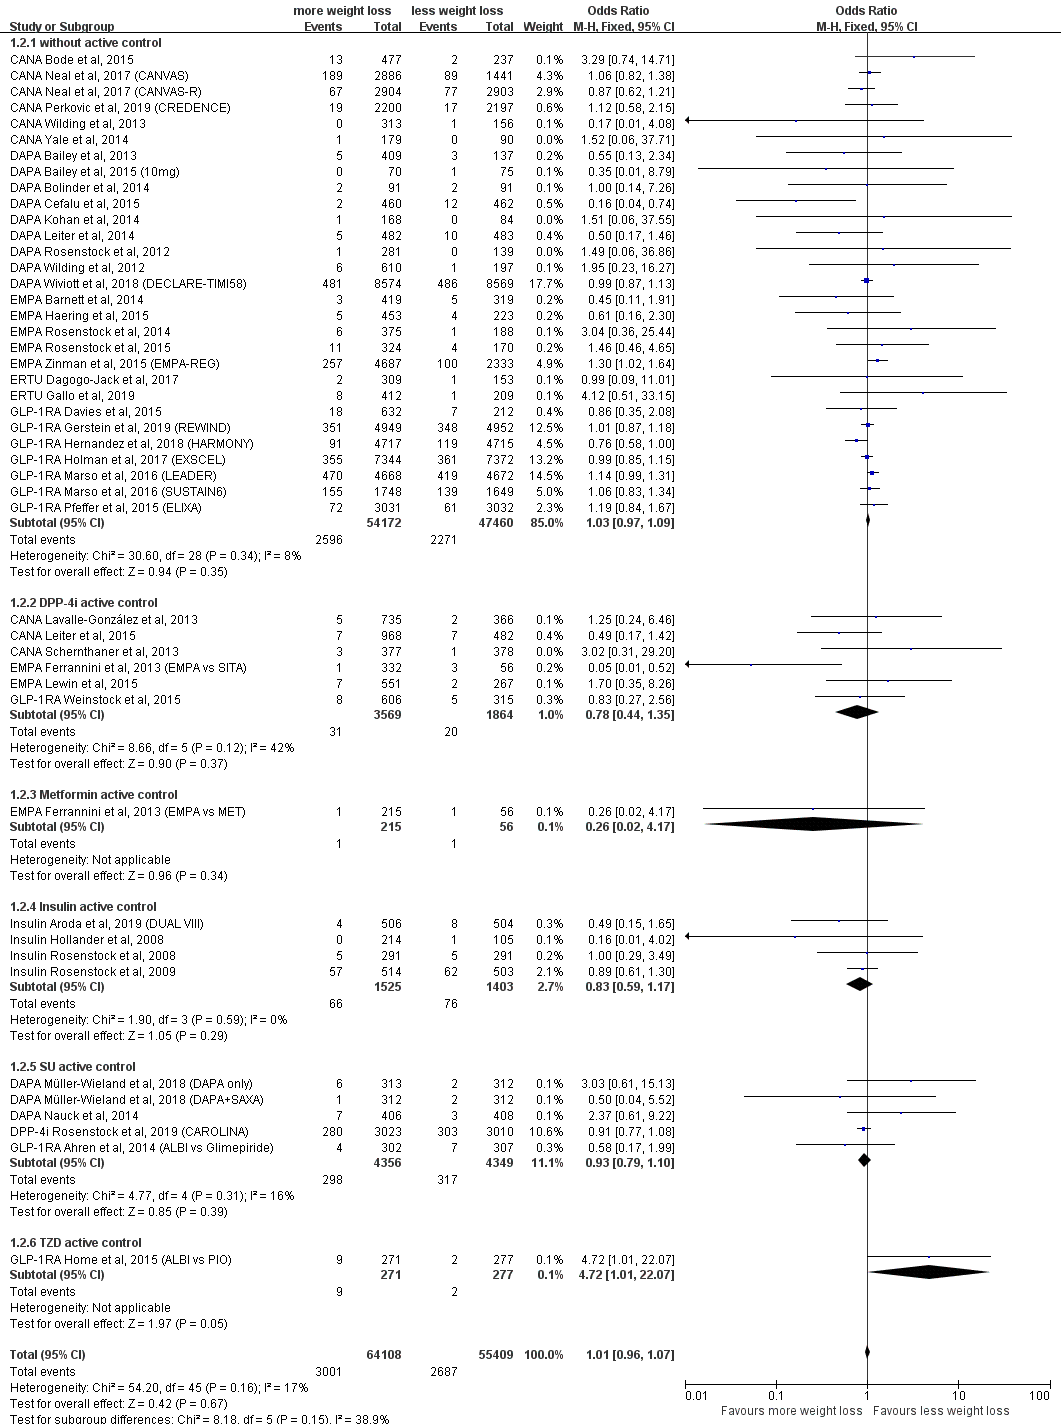 more weight loss less weight loss Odds Ratio Odds Ratio
Study or Subgroup Events Total Events Total Weight M-H, Fixed, 95% CI M-H, Fixed, 95% CI
1.2.1 without active control
CANA Bode et al, 2015 13 477 2 237 0.1% 3.29 [0.74, 14.71]
CANA Neal et al, 2017 (CANVAS) 189 2886 89 1441 4.3% 1.06 [0.82, 1.38]
CANA Neal et al, 2017 (CANVAS-R) 67 2904 77 2903 2.9% 0.87 [0.62, 1.21]
CANA Perkovic et al, 2019 (CREDENCE) 19 2200 17 2197 0.6% 1.12 [0.58, 2.15]
CANA Wilding et al, 2013 0 313 1 156 0.1% 0.17 [0.01, 4.08]
CANA Yale et al, 2014 1 179 0 90 0.0% 1.52 [0.06, 37.71]
DAPA Bailey et al, 2013 5 409 3 137 0.2% 0.55 [0.13, 2.34]
DAPA Bailey et al, 2015 (10mg) 0 70 1 75 0.1% 0.35 [0.01, 8.79]
DAPA Bolinder et al, 2014 2 91 2 91 0.1% 1.00 [0.14, 7.26]
DAPA Cefalu et al, 2015 2 460 12 462 0.5% 0.16 [0.04, 0.74]
DAPA Kohan et al, 2014 1 168 0 84 0.0% 1.51 [0.06, 37.55]
DAPA Leiter et al, 2014 5 482 10 483 0.4% 0.50 [0.17, 1.46]
DAPA Rosenstock et al, 2012 1 281 0 139 0.0% 1.49 [0.06, 36.86]
DAPA Wilding et al, 2012 6 610 1 197 0.1% 1.95 [0.23, 16.27]
DAPA Wiviott et al, 2018 (DECLARE-TIMI58) 481 8574 486 8569 17.7% 0.99 [0.87, 1.13]
EMPA Barnett et al, 2014 3 419 5 319 0.2% 0.45 [0.11, 1.91]
EMPA Haering et al, 2015 5 453 4 223 0.2% 0.61 [0.16, 2.30]
EMPA Rosenstock et al, 2014 6 375 1 188 0.0% 3.04 [0.36, 25.44]
EMPA Rosenstock et al, 2015 11 324 4 170 0.2% 1.46 [0.46, 4.65]
EMPA Zinman et al, 2015 (EMPA-REG) 257 4687 100 2333 4.9% 1.30 [1.02, 1.64]
ERTU Dagogo-Jack et al, 2017 2 309 1 153 0.0% 0.99 [0.09, 11.01]
ERTU Gallo et al, 2019 8 412 1 209 0.0% 4.12 [0.51, 33.15]
GLP-1RA Davies et al, 2015 18 632 7 212 0.4% 0.86 [0.35, 2.08]
GLP-1RA Gerstein et al, 2019 (REWIND) 351 4949 348 4952 12.5% 1.01 [0.87, 1.18]
GLP-1RA Hernandez et al, 2018 (HARMONY) 91 4717 119 4715 4.5% 0.76 [0.58, 1.00]
GLP-1RA Holman et al, 2017 (EXSCEL) 355 7344 361 7372 13.2% 0.99 [0.85, 1.15]
GLP-1RA Marso et al, 2016 (LEADER) 470 4668 419 4672 14.5% 1.14 [0.99, 1.31]
GLP-1RA Marso et al, 2016 (SUSTAIN6) 155 1748 139 1649 5.0% 1.06 [0.83, 1.34]
GLP-1RA Pfeffer et al, 2015 (ELIXA) 72 3031 61 3032 2.3% 1.19 [0.84, 1.67]
Subtotal (95% CI) 54172 47460 85.0% 1.03 [0.97, 1.09]
Total events 2596 2271
Heterogeneity: Chi² = 30.60, df = 28 (P = 0.34); I² = 8%
Test for overall effect: Z = 0.94 (P = 0.35)
1.2.2 DPP-4i active control
CANA Lavalle-González et al, 2013 5 735 2 366 0.1% 1.25 [0.24, 6.46]
CANA Leiter et al, 2015 7 968 7 482 0.3% 0.49 [0.17, 1.42]
CANA Schernthaner et al, 2013 3 377 1 378 0.0% 3.02 [0.31, 29.20]
EMPA Ferrannini et al, 2013 (EMPA vs SITA) 1 332 3 56 0.2% 0.05 [0.01, 0.52]
EMPA Lewin et al, 2015 7 551 2 267 0.1% 1.70 [0.35, 8.26]
GLP-1RA Weinstock et al, 2015 8 606 5 315 0.3% 0.83 [0.27, 2.56]
Subtotal (95% CI) 3569 1864 1.0% 0.78 [0.44, 1.35]
Total events 31 20
Heterogeneity: Chi² = 8.66, df = 5 (P = 0.12); I² = 42%
Test for overall effect: Z = 0.90 (P = 0.37)
1.2.3 Metformin active control
EMPA Ferrannini et al, 2013 (EMPA vs MET) 1 215 1 56 0.1% 0.26 [0.02, 4.17]
Subtotal (95% CI) 215 56 0.1% 0.26 [0.02, 4.17]
Total events 1 1
Heterogeneity: Not applicable
Test for overall effect: Z = 0.96 (P = 0.34)
1.2.4 Insulin active control
Insulin Aroda et al, 2019 (DUAL VIII) 4 506 8 504 0.3% 0.49 [0.15, 1.65]
Insulin Hollander et al, 2008 0 214 1 105 0.1% 0.16 [0.01, 4.02]
Insulin Rosenstock et al, 2008 5 291 5 291 0.2% 1.00 [0.29, 3.49]
Insulin Rosenstock et al, 2009 57 514 62 503 2.1% 0.89 [0.61, 1.30]
Subtotal (95% CI) 1525 1403 2.7% 0.83 [0.59, 1.17]
Total events 66 76
Heterogeneity: Chi² = 1.90, df = 3 (P = 0.59); I² = 0%
Test for overall effect: Z = 1.05 (P = 0.29)
1.2.5 SU active control
DAPA Müller-Wieland et al, 2018 (DAPA only) 6 313 2 312 0.1% 3.03 [0.61, 15.13]
DAPA Müller-Wieland et al, 2018 (DAPA+SAXA) 1 312 2 312 0.1% 0.50 [0.04, 5.52]
DAPA Nauck et al, 2014 7 406 3 408 0.1% 2.37 [0.61, 9.22]
DPP-4i Rosenstock et al, 2019 (CAROLINA) 280 3023 303 3010 10.6% 0.91 [0.77, 1.08]
GLP-1RA Ahren et al, 2014 (ALBI vs Glimepiride) 4 302 7 307 0.3% 0.58 [0.17, 1.99]
Subtotal (95% CI) 4356 4349 11.1% 0.93 [0.79, 1.10]
Total events 298 317
Heterogeneity: Chi² = 4.77, df = 4 (P = 0.31); I² = 16%
Test for overall effect: Z = 0.85 (P = 0.39)
1.2.6 TZD active control
GLP-1RA Home et al, 2015 (ALBI vs PIO) 9 271 2 277 0.1% 4.72 [1.01, 22.07]
Subtotal (95% CI) 271 277 0.1% 4.72 [1.01, 22.07]
Total events 9 2
Heterogeneity: Not applicable
Test for overall effect: Z = 1.97 (P = 0.05)
Total (95% CI) 64108 55409 100.0% 1.01 [0.96, 1.07]
Total events 3001 2687
Heterogeneity: Chi² = 54.20, df = 45 (P = 0.16); I² = 17%
Test for overall effect: Z = 0.42 (P = 0.67)
Test for subgroup differences: Chi² = 8.18, df = 5 (P = 0.15), I² = 38.9%
0.01 0.1 1 10 100
Favours more weight loss Favours less weight loss